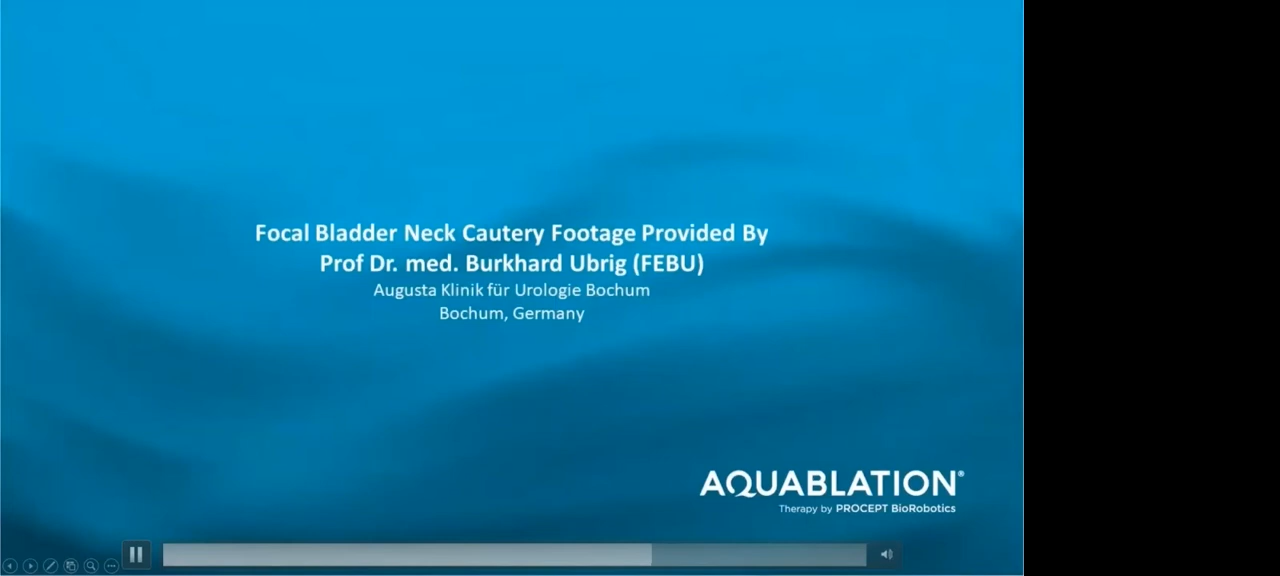 Focal Bladder Neck Cautery Footage Provided By
Prof Dr. med. Burkhard Ubrig (FEBU)
Augusta Klinik für Urologie Bochum
Bochum, Germany
AQUABLATION®
Therapy by PROCEPT BioRobotics